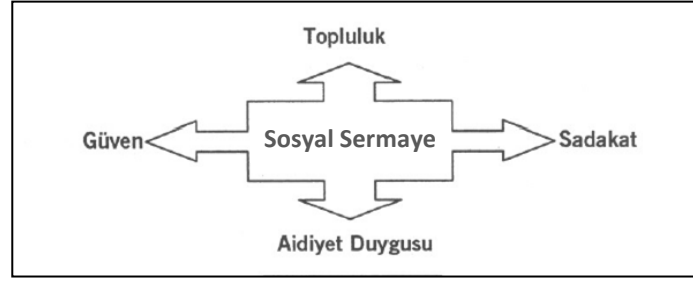 Topluluk
Güven
Sosyal Sermaye
Sadakat
Aidiyet Duygusu